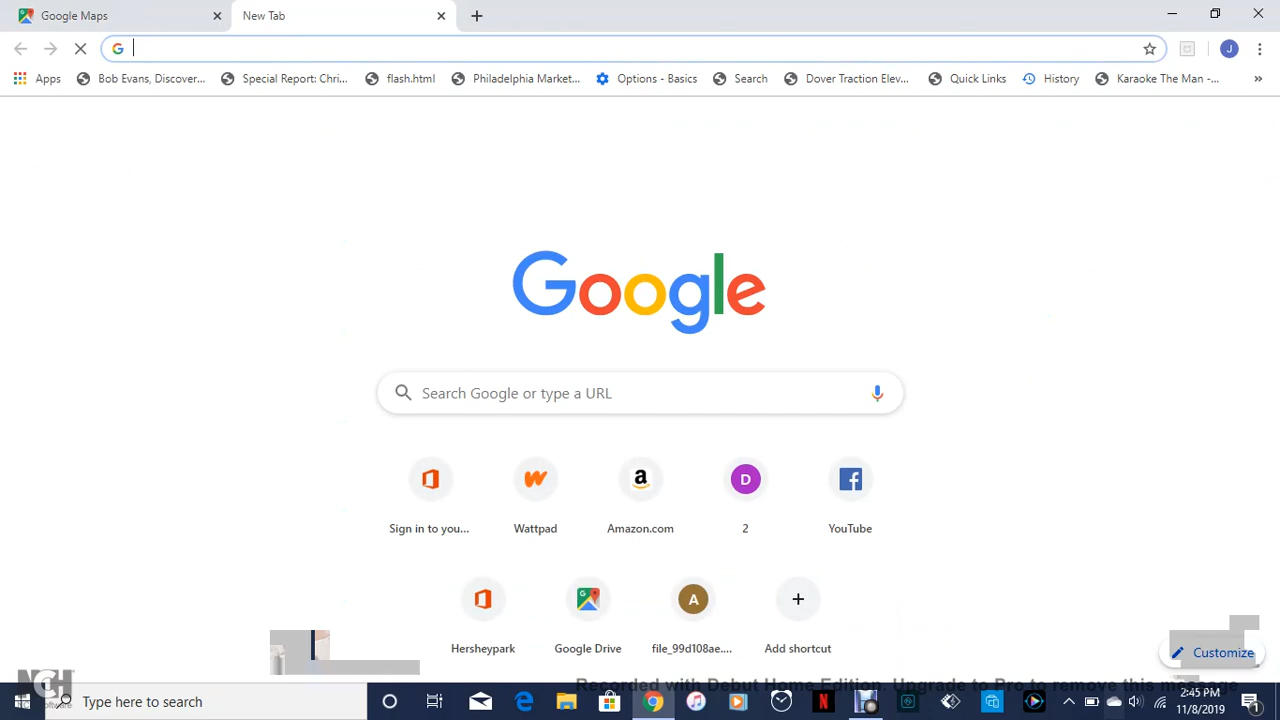 Google Maps
New Tab
J
Apps
Bob Evans, Discover...
Special Report: Chri...
flash.html
Philadelphia Market...
Options - Basics
Search
Dover Traction Elev...
Quick Links
History
Karaoke The Man -...
»
Google
Search Google or type a URL
Sign in to you...
Wattpad
Amazon.com
D
2
YouTube
Hersheypark
Google Drive
A
file_99d108ae....
Add shortcut
Customize
NCH
Software
Recorded with Debut Home Edition. Upgrade to Pro to remove this message
Type here to search
2:45 PM
11/8/2019